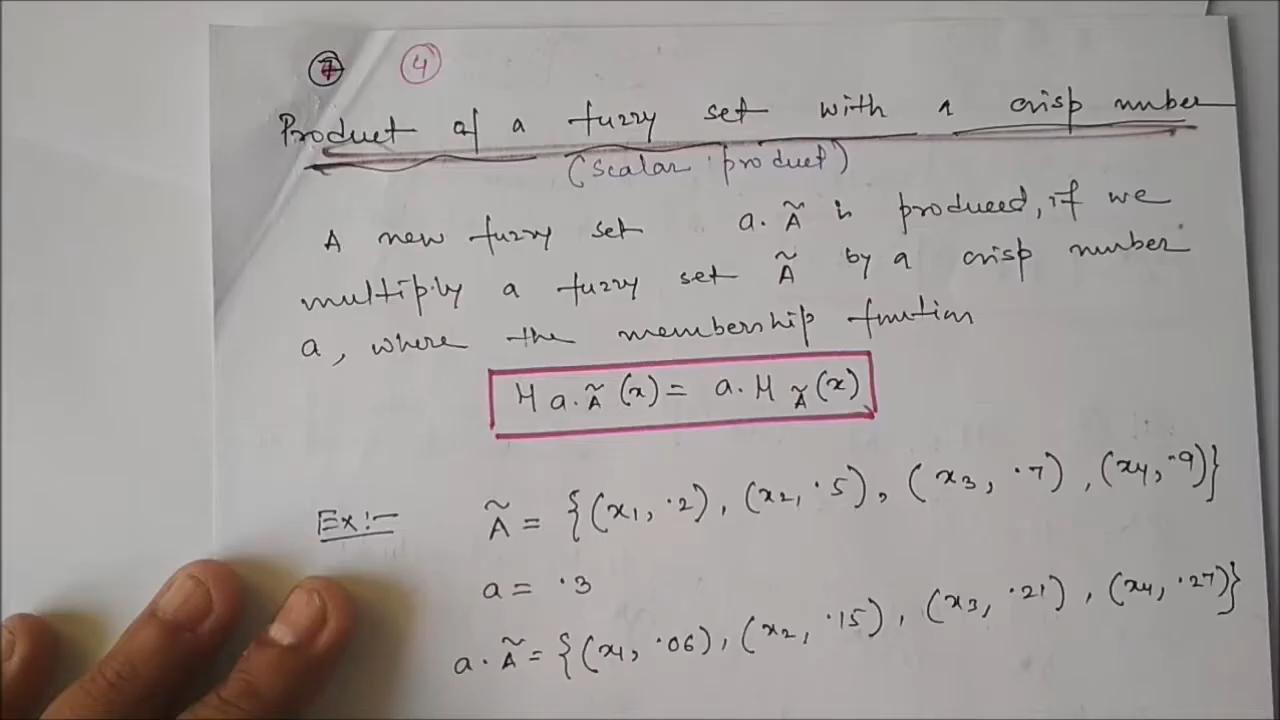 7 4
Product of a fuzzy set with a crisp number
(scalar product)
A new fuzzy set a.Ã is produced, if we
multiply a fuzzy set Ã by a crisp number
a, where the membership function
μ a.Ã (x) = a.μ Ã (x)
Ex:- Ã = {(x1, .2), (x2, .5), (x3, .7), (x4, .9)}
a = .3
a.Ã = {(x1, .06), (x2, .15), (x3, .21), (x4, .27)}